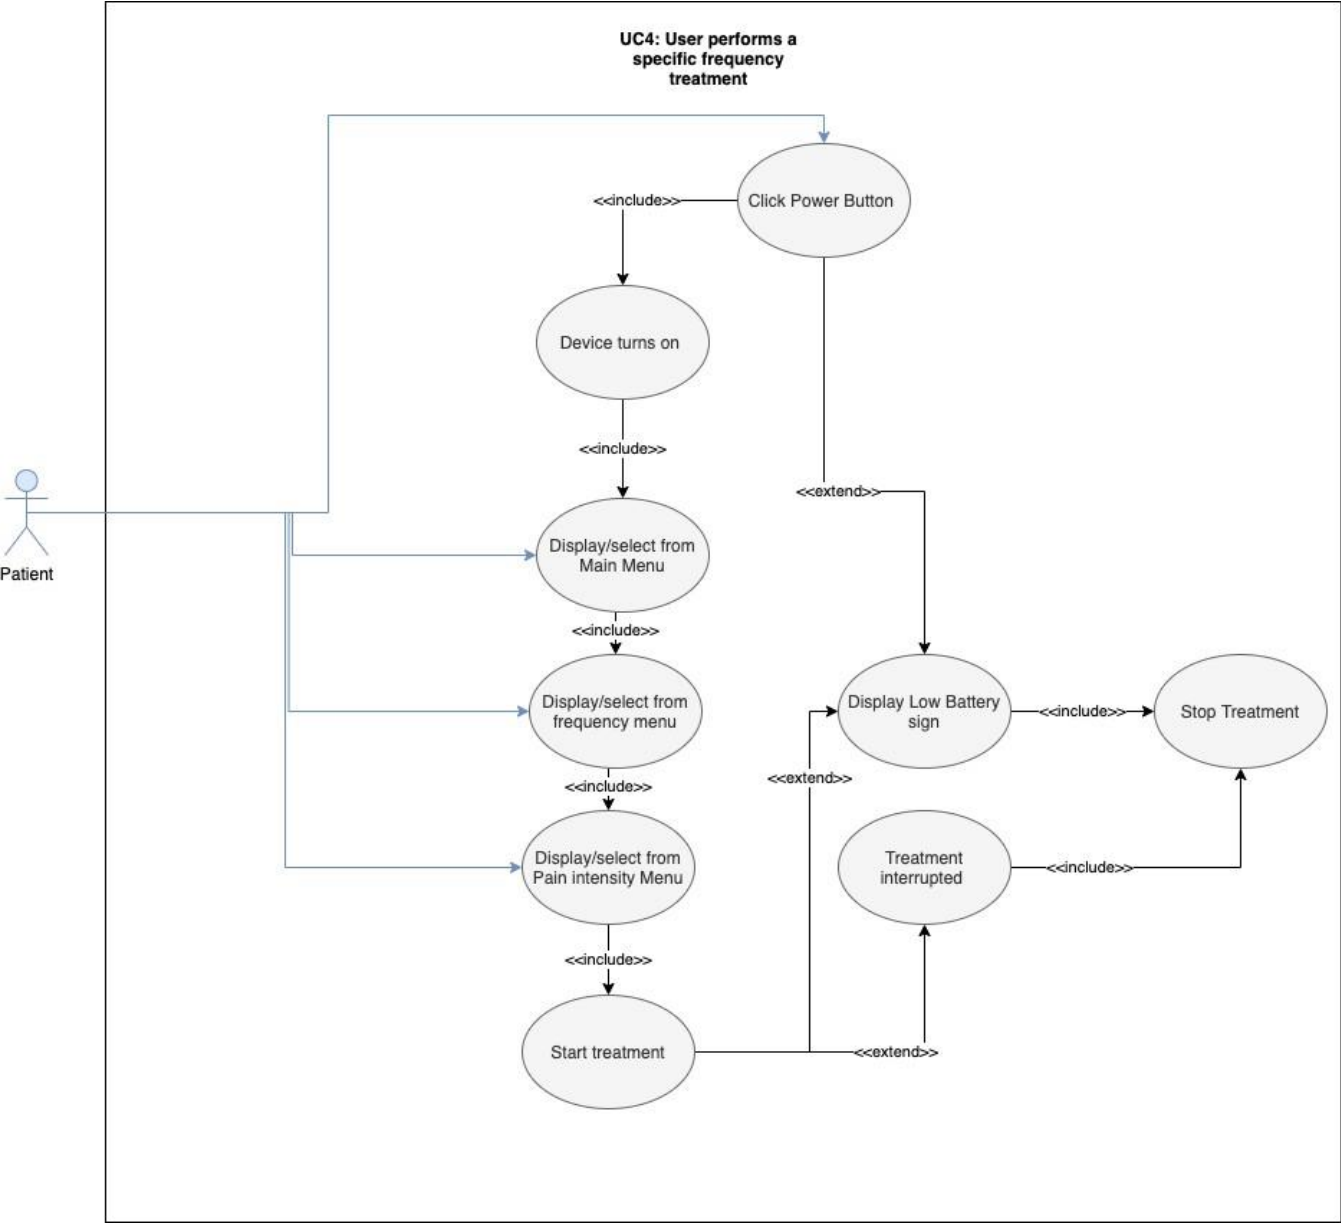 UC4: User performs a
specific frequency
treatment
Click Power Button
<<include>>
Device turns on
<<include>>
<<extend>>
Patient
Display/select from
Main Menu
<<include>>
Display/select from
frequency menu
Display Low Battery
sign
<<include>>
Stop Treatment
<<extend>>
<<include>>
Display/select from
Pain intensity Menu
Treatment
interrupted
<<include>>
<<include>>
Start treatment
<<extend>>